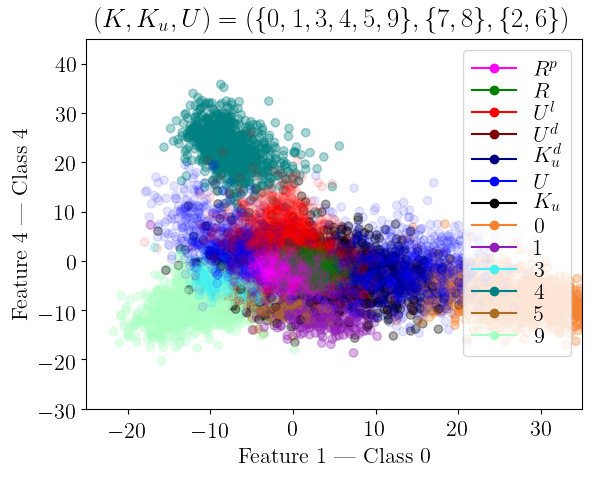 (K, K_u, U) = ({0, 1, 3, 4, 5, 9}, {7, 8}, {2, 6})
R^p
R
U^l
U^d
K_u^d
U
K_u
0
1
3
4
5
9
40
30
20
10
0
−10
−20
−30
Feature 4 — Class 4
−20
−10
0
10
20
30
Feature 1 — Class 0